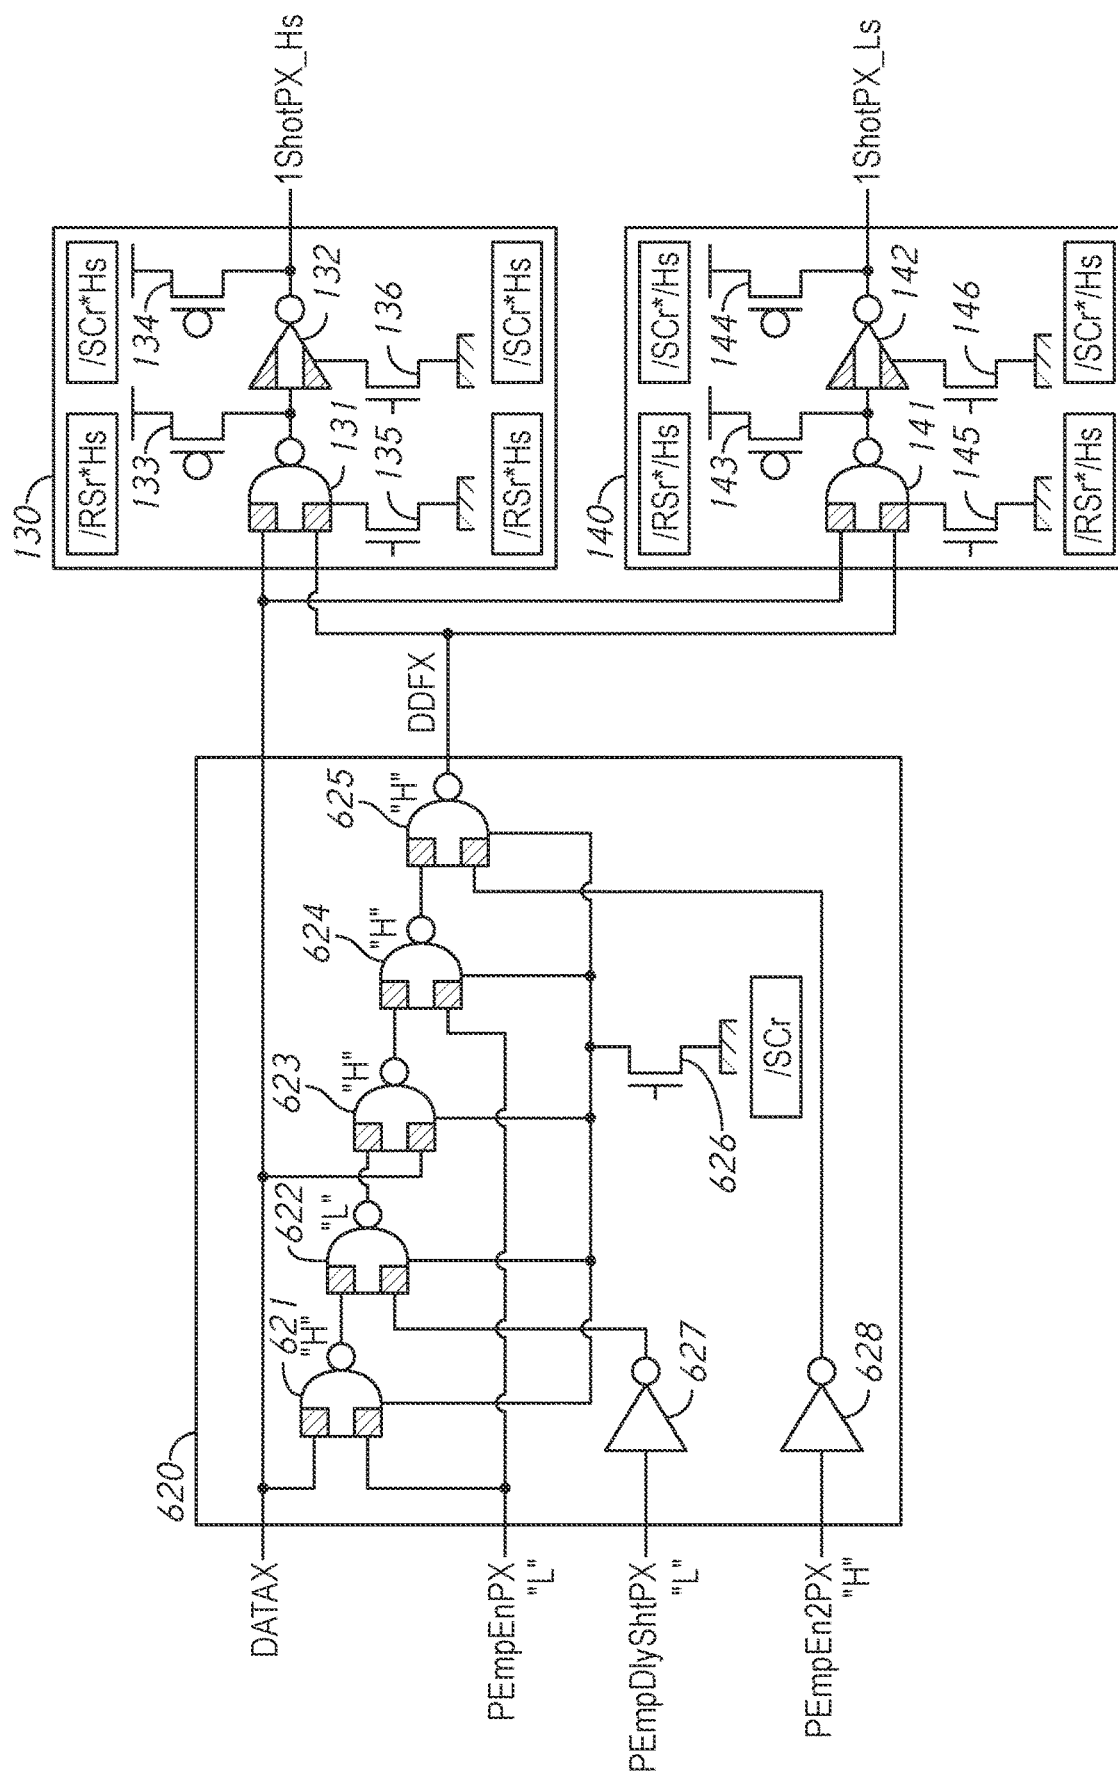 130
/RSr*Hs
/SCr*Hs
133
134
131
132
135
136
/RSr*Hs
/SCr*Hs
1ShotPX_Hs
140
/RSr*/Hs
/SCr*/Hs
143
144
141
142
145
146
/RSr*/Hs
/SCr*/Hs
1ShotPX_Ls
620
DATAX
PEmpEnPX
"L"
PEmpDlyShtPX
"L"
PEmpEn2PX
"H"
621
"H"
622
"L"
623
"H"
624
"H"
625
"H"
DDFX
626
/SCr
627
628